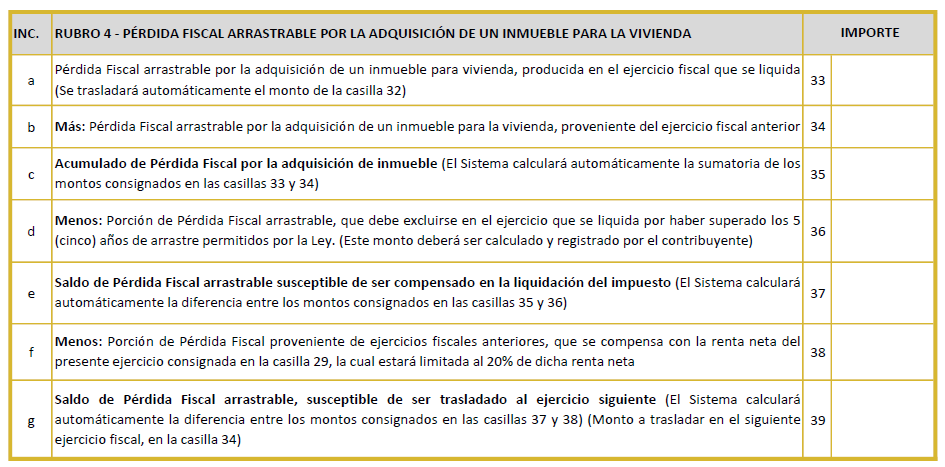 INC. RUBRO 4 - PÉRDIDA FISCAL ARRASTRABLE POR LA ADQUISICIÓN DE UN INMUEBLE PARA LA VIVIENDA IMPORTE
a Pérdida Fiscal arrastrable por la adquisición de un inmueble para vivienda, producida en el ejercicio fiscal que se liquida
(Se trasladará automáticamente el monto de la casilla 32) 33
b Más: Pérdida Fiscal arrastrable por la adquisición de un inmueble para la vivienda, proveniente del ejercicio fiscal anterior 34
c Acumulado de Pérdida Fiscal por la adquisición de inmueble (El Sistema calculará automáticamente la sumatoria de los
montos consignados en las casillas 33 y 34) 35
d Menos: Porción de Pérdida Fiscal arrastrable, que debe excluirse en el ejercicio que se liquida por haber superado los 5
(cinco) años de arrastre permitidos por la Ley. (Este monto deberá ser calculado y registrado por el contribuyente) 36
e Saldo de Pérdida Fiscal arrastrable susceptible de ser compensado en la liquidación del impuesto (El Sistema calculará
automáticamente la diferencia entre los montos consignados en las casillas 35 y 36) 37
f Menos: Porción de Pérdida Fiscal proveniente de ejercicios fiscales anteriores, que se compensa con la renta neta del
presente ejercicio consignada en la casilla 29, la cual estará limitada al 20% de dicha renta neta 38
g Saldo de Pérdida Fiscal arrastrable, susceptible de ser trasladado al ejercicio siguiente (El Sistema calculará
automáticamente la diferencia entre los montos consignados en las casillas 37 y 38) (Monto a trasladar en el siguiente 39
ejercicio fiscal, en la casilla 34)